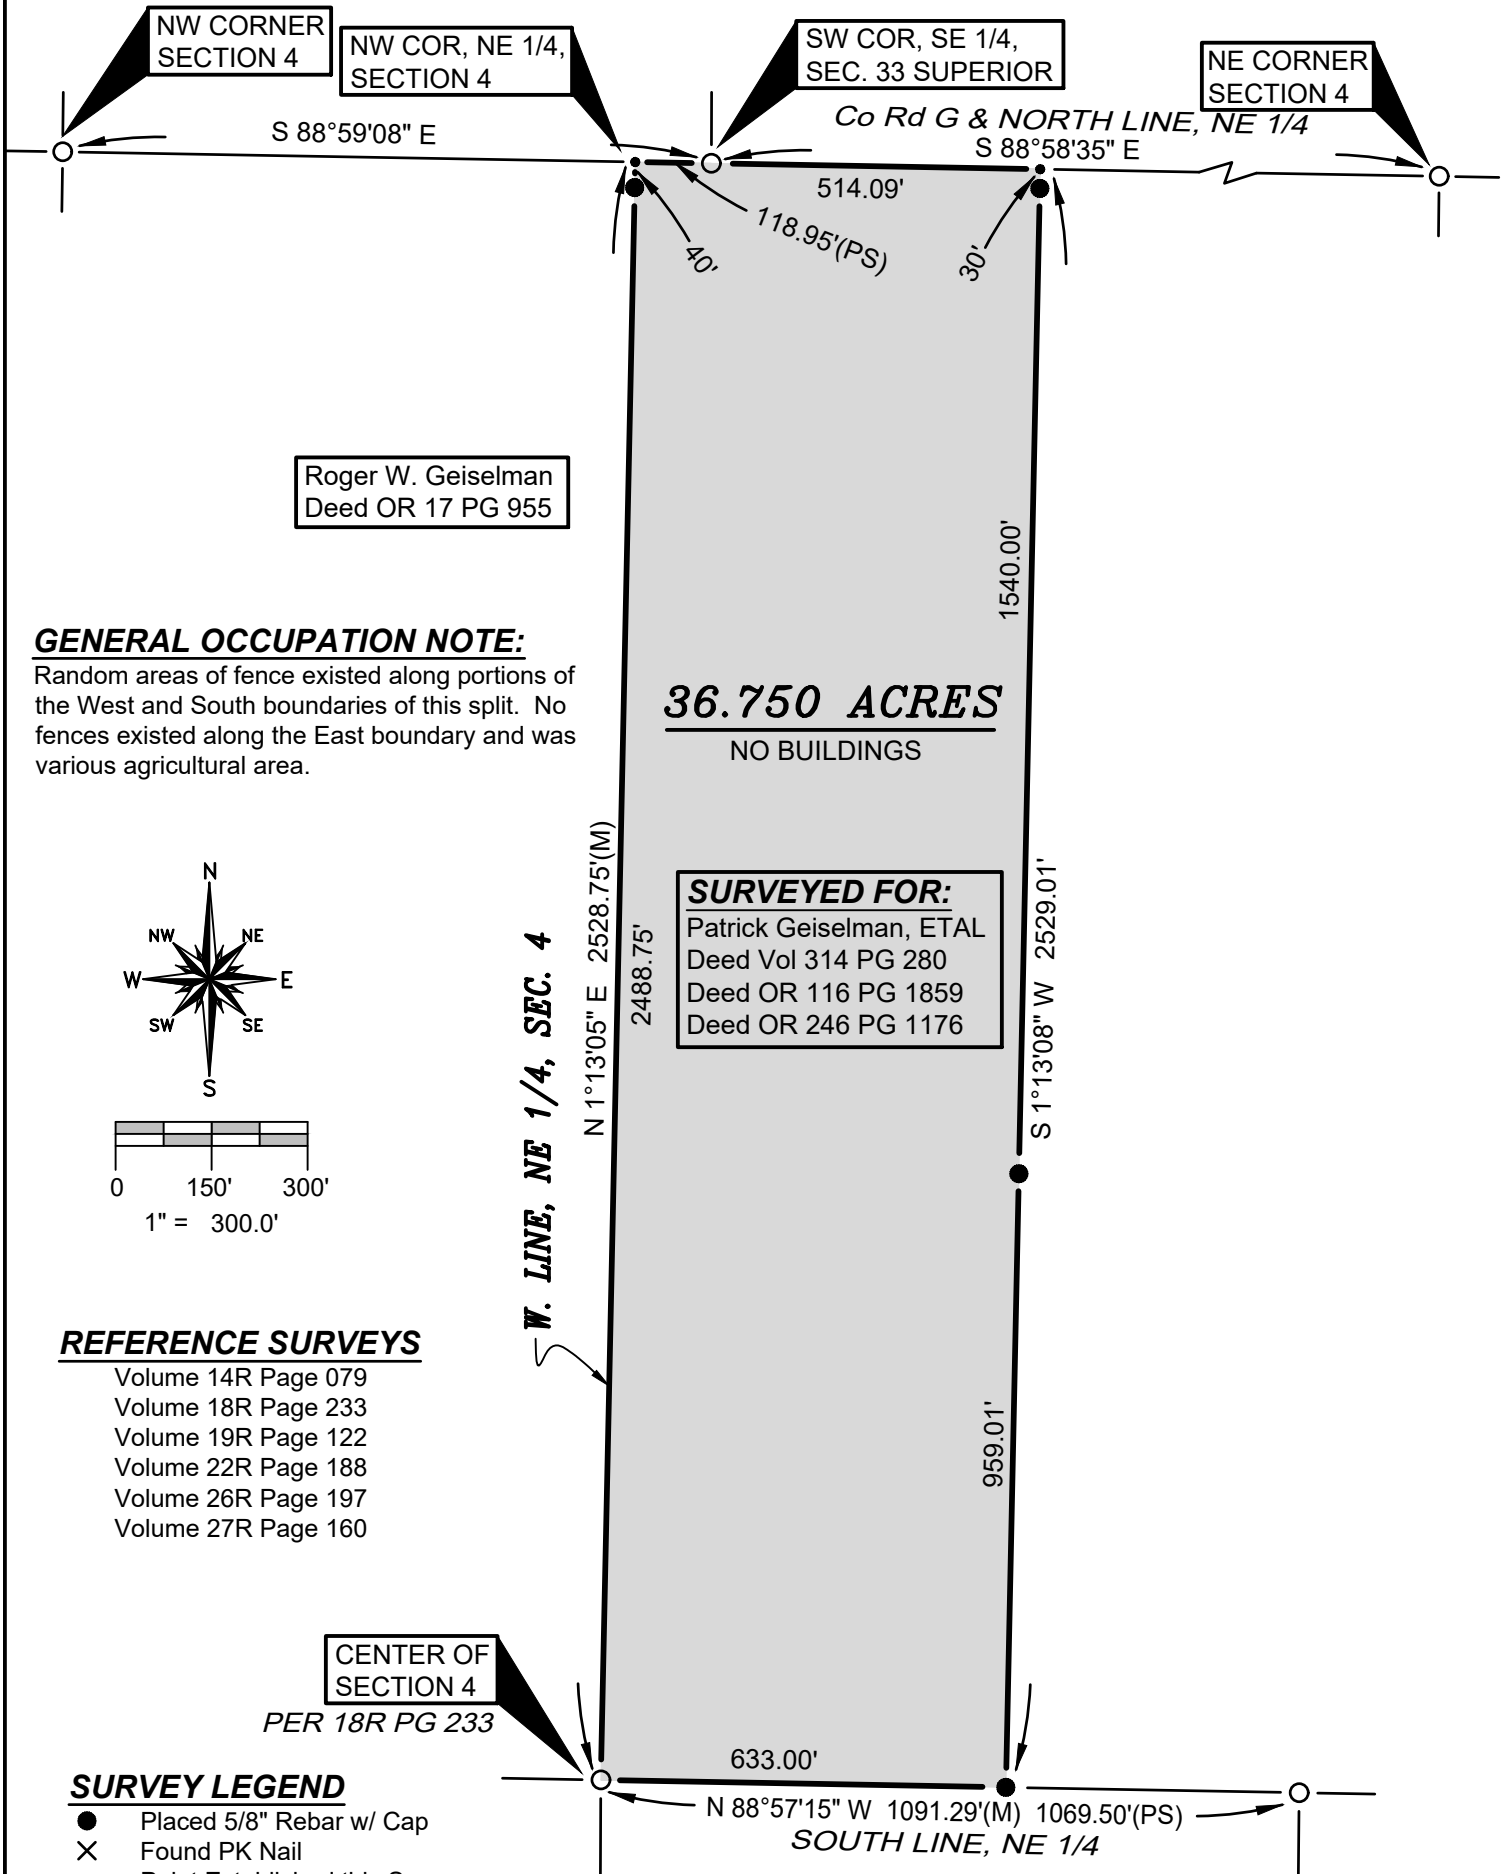 NW CORNER
SECTION 4
NW COR, NE 1/4,
SECTION 4
SW COR, SE 1/4,
SEC. 33 SUPERIOR
NE CORNER
SECTION 4
Co Rd G & NORTH LINE, NE 1/4
S 88°59'08" E
S 88°58'35" E
514.09'
118.95'(PS)
40'
30'
Roger W. Geiselman
Deed OR 17 PG 955
1540.00'
GENERAL OCCUPATION NOTE:
Random areas of fence existed along portions of
the West and South boundaries of this split.  No
fences existed along the East boundary and was
various agricultural area.
36.750 ACRES
NO BUILDINGS
N 1°13'05" E  2528.75'(M)
2488.75'
SURVEYED FOR:
Patrick Geiselman, ETAL
Deed Vol 314 PG 280
Deed OR 116 PG 1859
Deed OR 246 PG 1176
S 1°13'08" W  2529.01'
N
NW
NE
W
E
SW
SE
S
W. LINE, NE 1/4, SEC. 4
0 150' 300'
1" = 300.0'
REFERENCE SURVEYS
Volume 14R Page 079
Volume 18R Page 233
Volume 19R Page 122
Volume 22R Page 188
Volume 26R Page 197
Volume 27R Page 160
959.01'
CENTER OF
SECTION 4
PER 18R PG 233
633.00'
N 88°57'15" W  1091.29'(M)  1069.50'(PS)
SOUTH LINE, NE 1/4
SURVEY LEGEND
Placed 5/8" Rebar w/ Cap
Found PK Nail